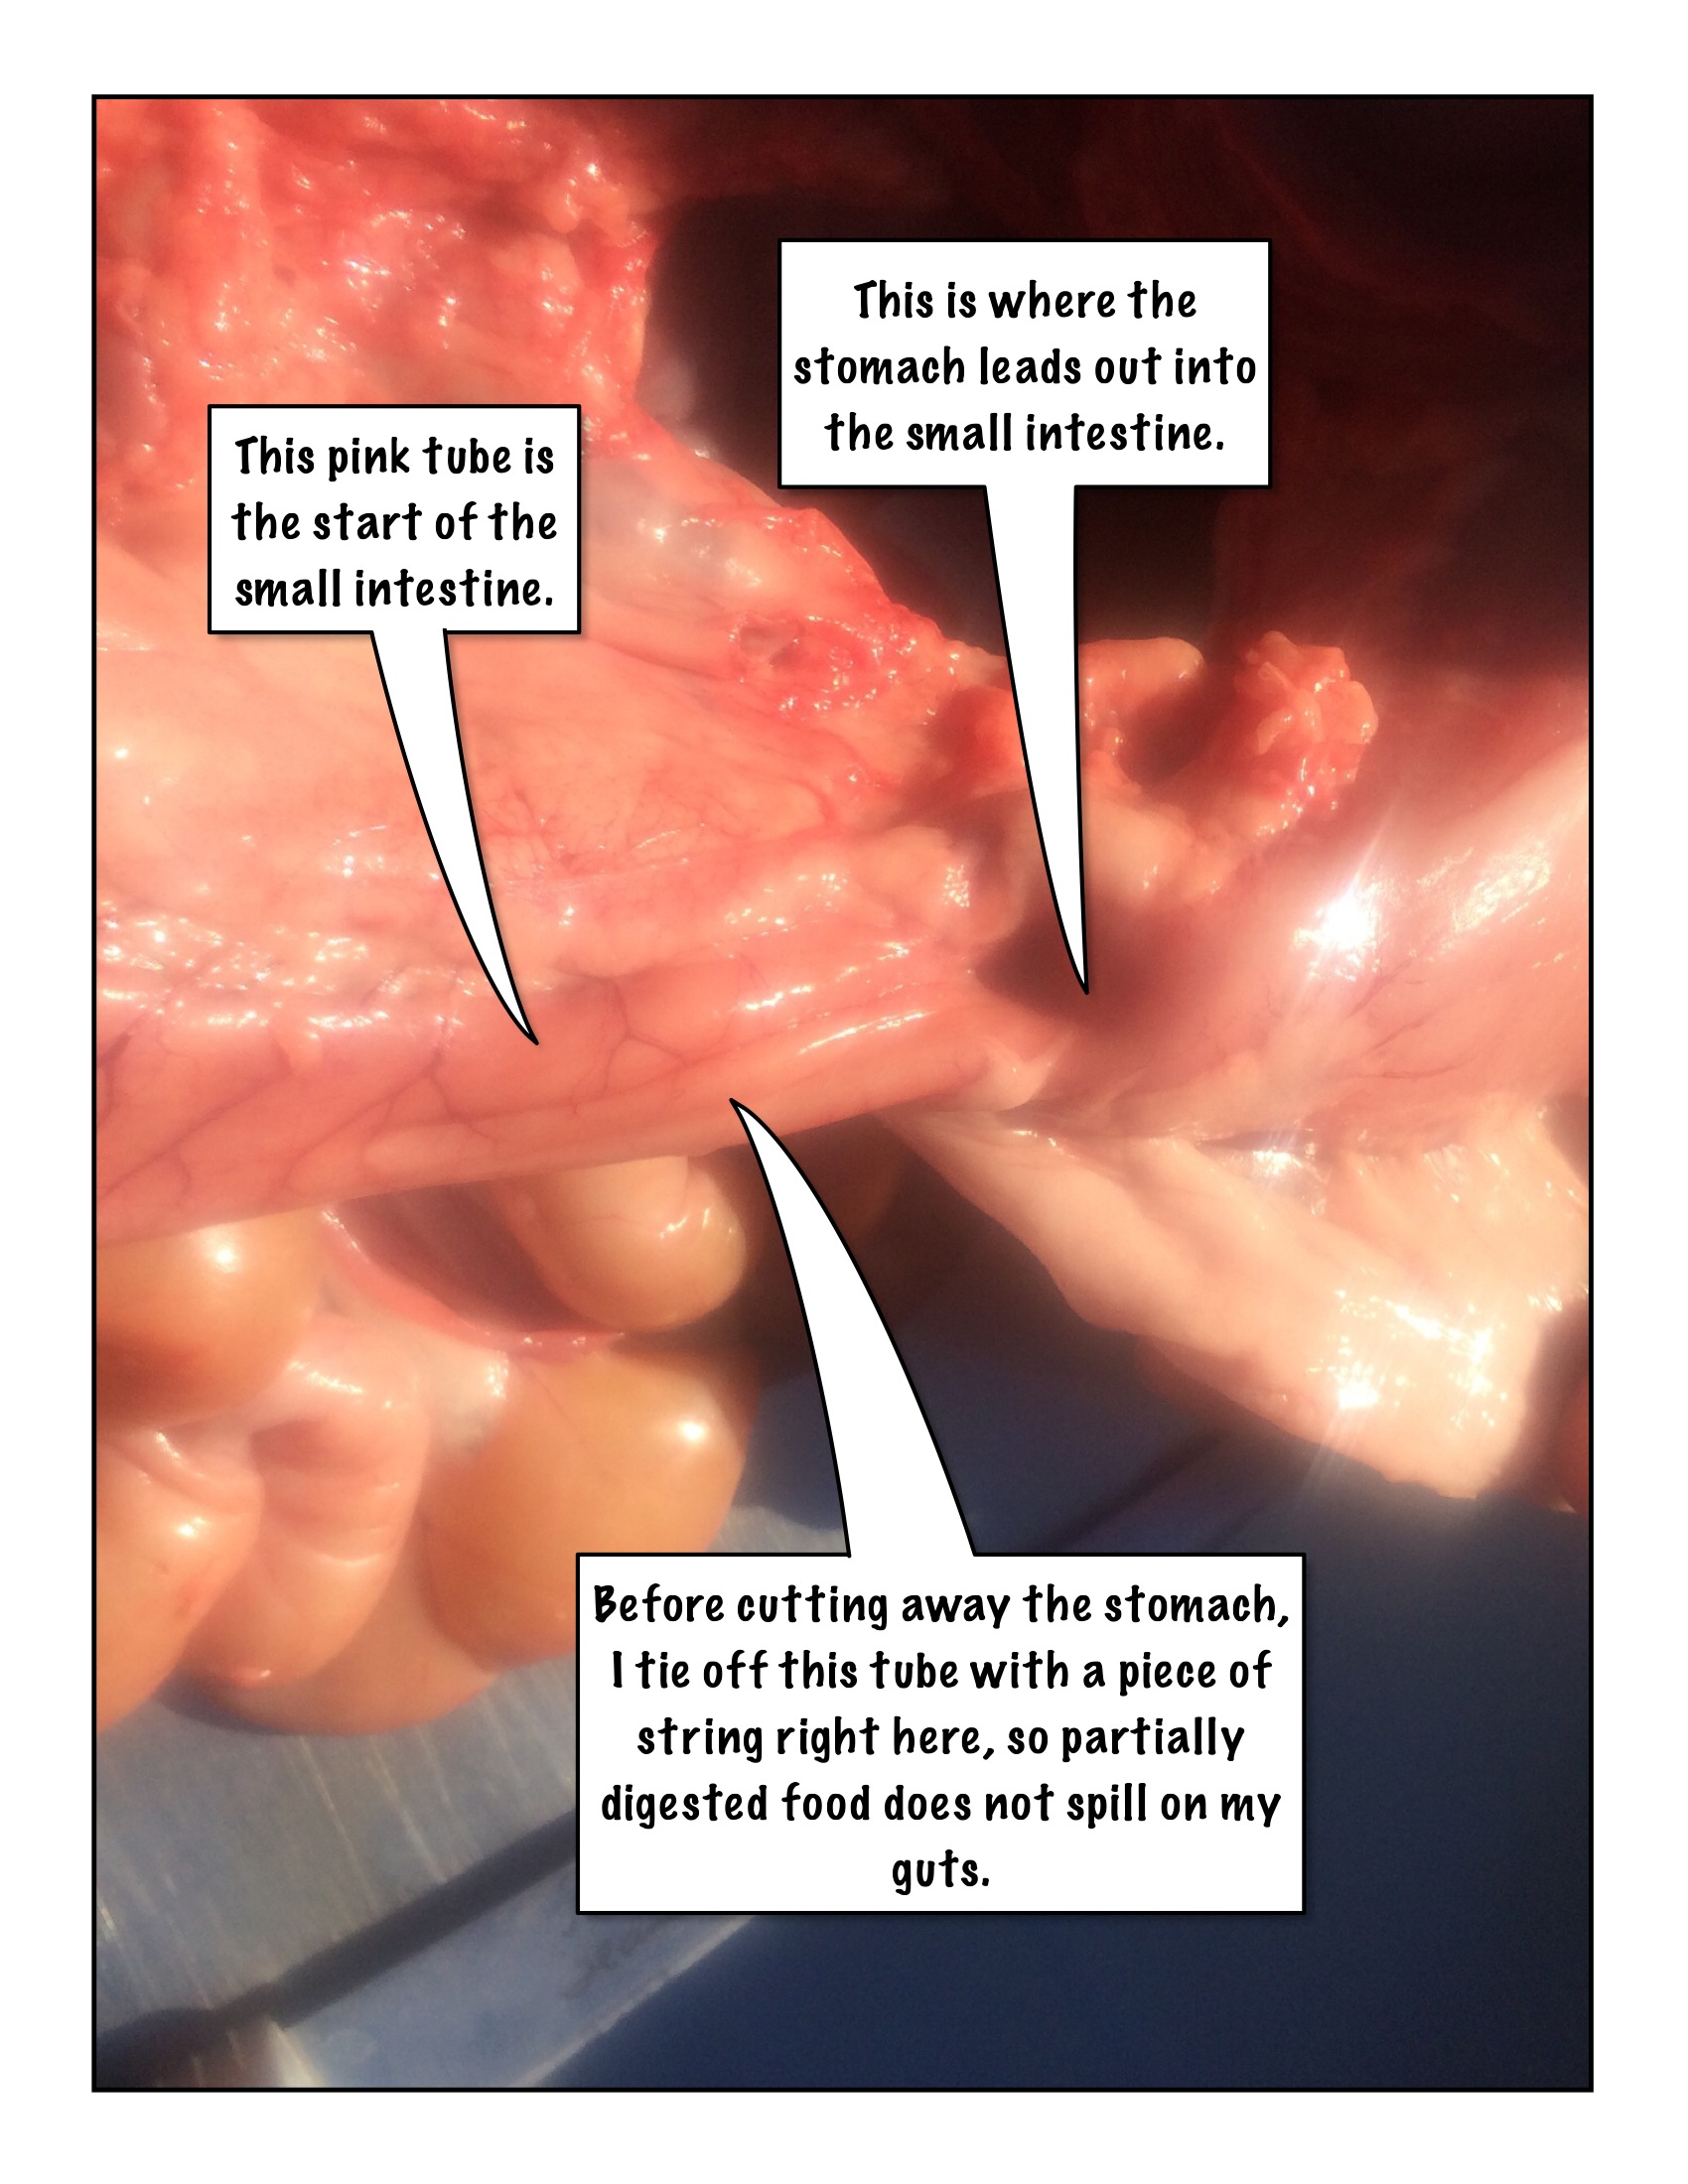 This is where the
stomach leads out into
the small intestine.
This pink tube is
the start of the
small intestine.
Before cutting away the stomach,
I tie off this tube with a piece of
string right here, so partially
digested food does not spill on my
guts.